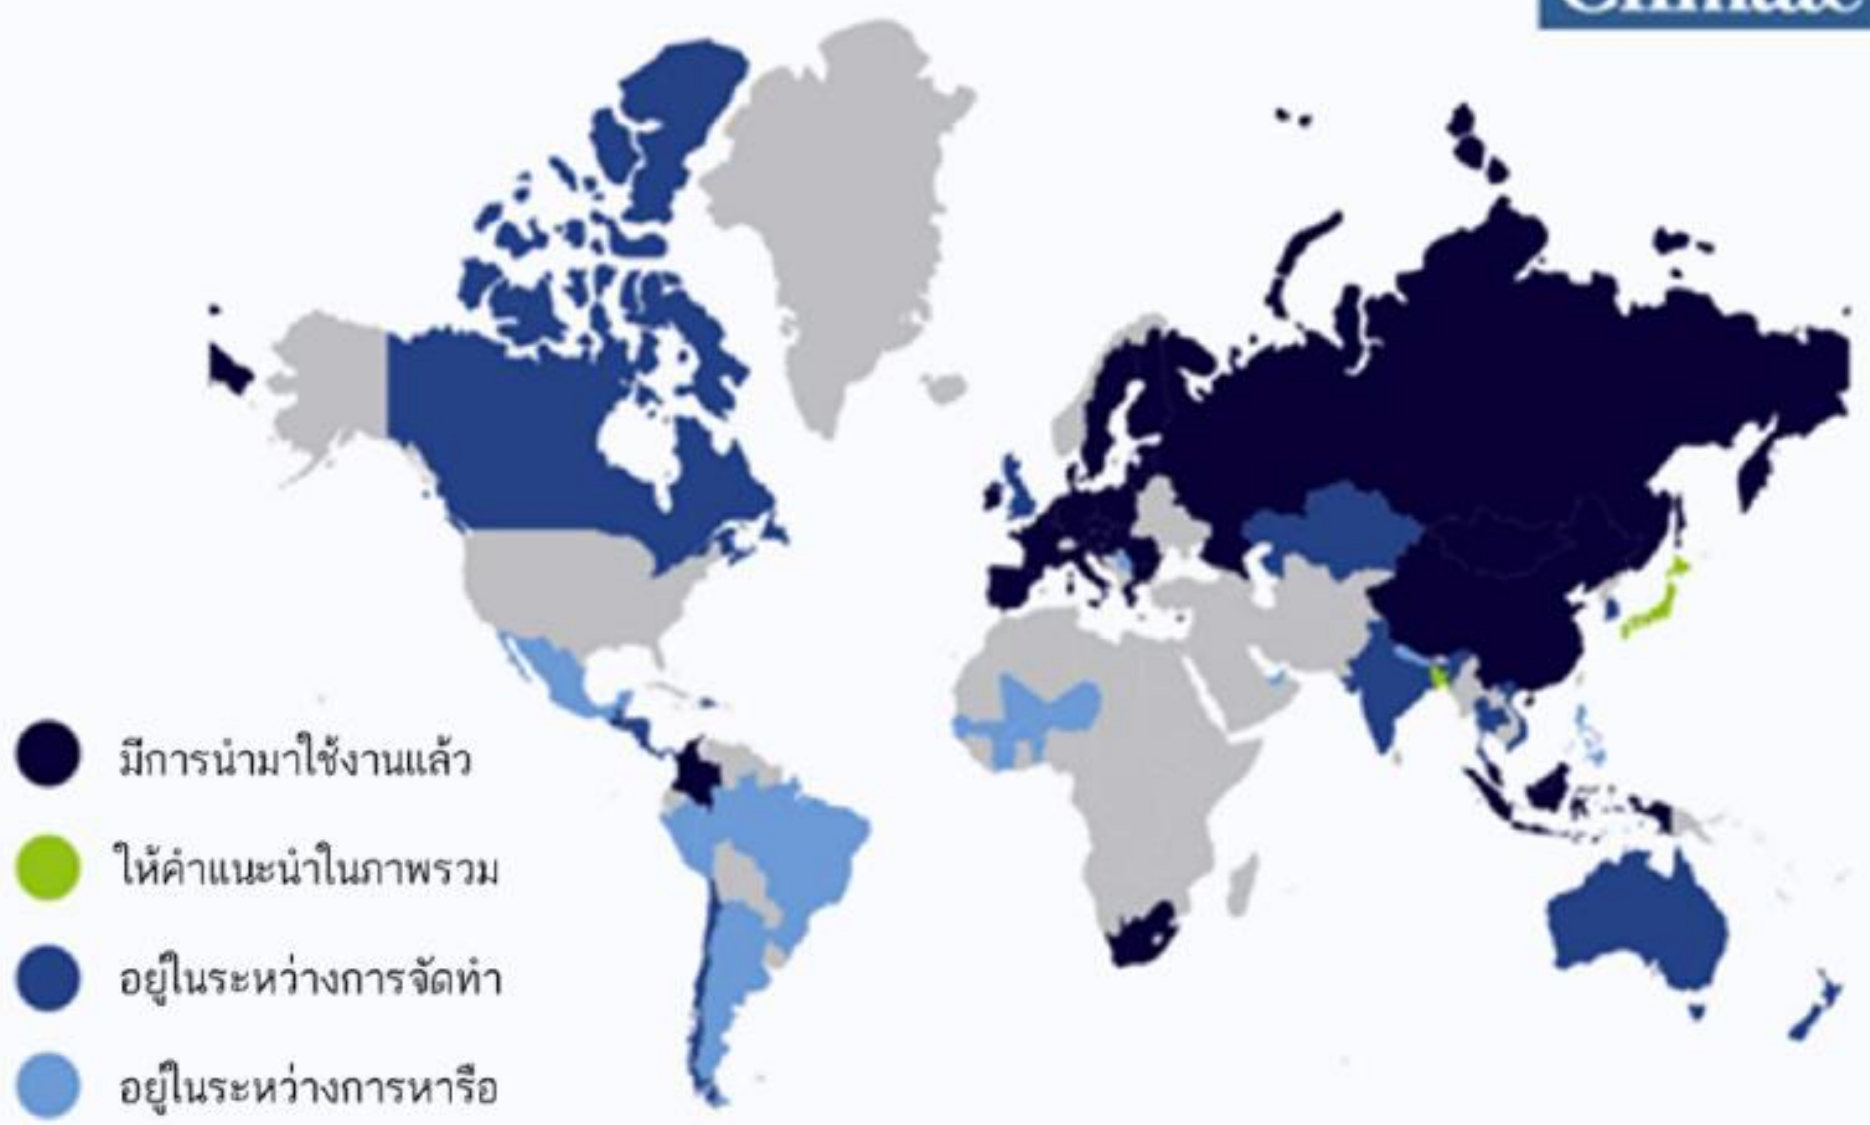 มีการนำมาใช้งานแล้ว
ให้คำแนะนำในภาพรวม
อยู่ในระหว่างการจัดทำ
อยู่ในระหว่างการหารือ